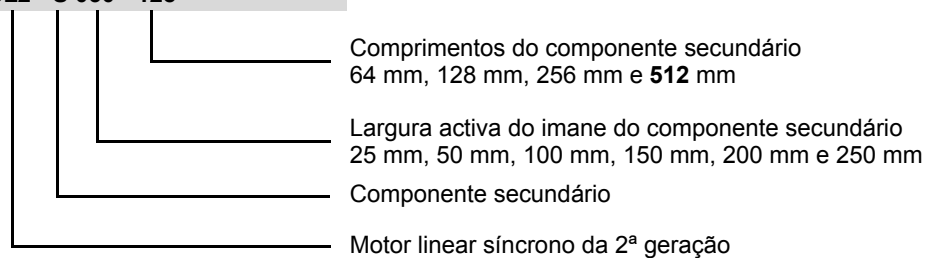 Comprimentos do componente secundário
64 mm, 128 mm, 256 mm e 512 mm
Largura activa do imane do componente secundário
25 mm, 50 mm, 100 mm, 150 mm, 200 mm e 250 mm
Componente secundário
Motor linear síncrono da 2ª geração